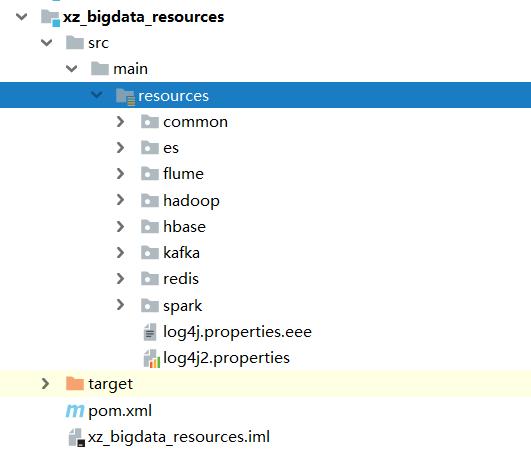 xz_bigdata_resources
src
main
resources
common
es
flume
hadoop
hbase
kafka
redis
spark
log4j.properties.eee
log4j2.properties
target
pom.xml
xz_bigdata_resources.iml